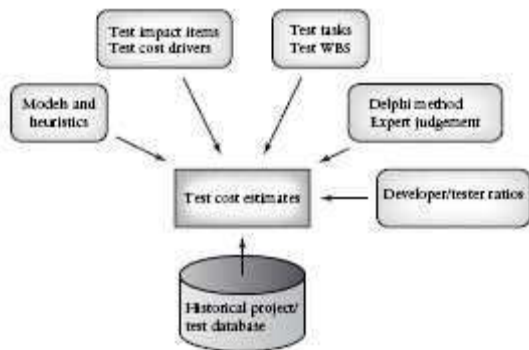 Test impact items
Test cost drivers
Test tasks
Test WBS
Models and
heuristics
Delphi method
Expert judgement
Test cost estimates
Developer/tester ratios
Historical project/
test database